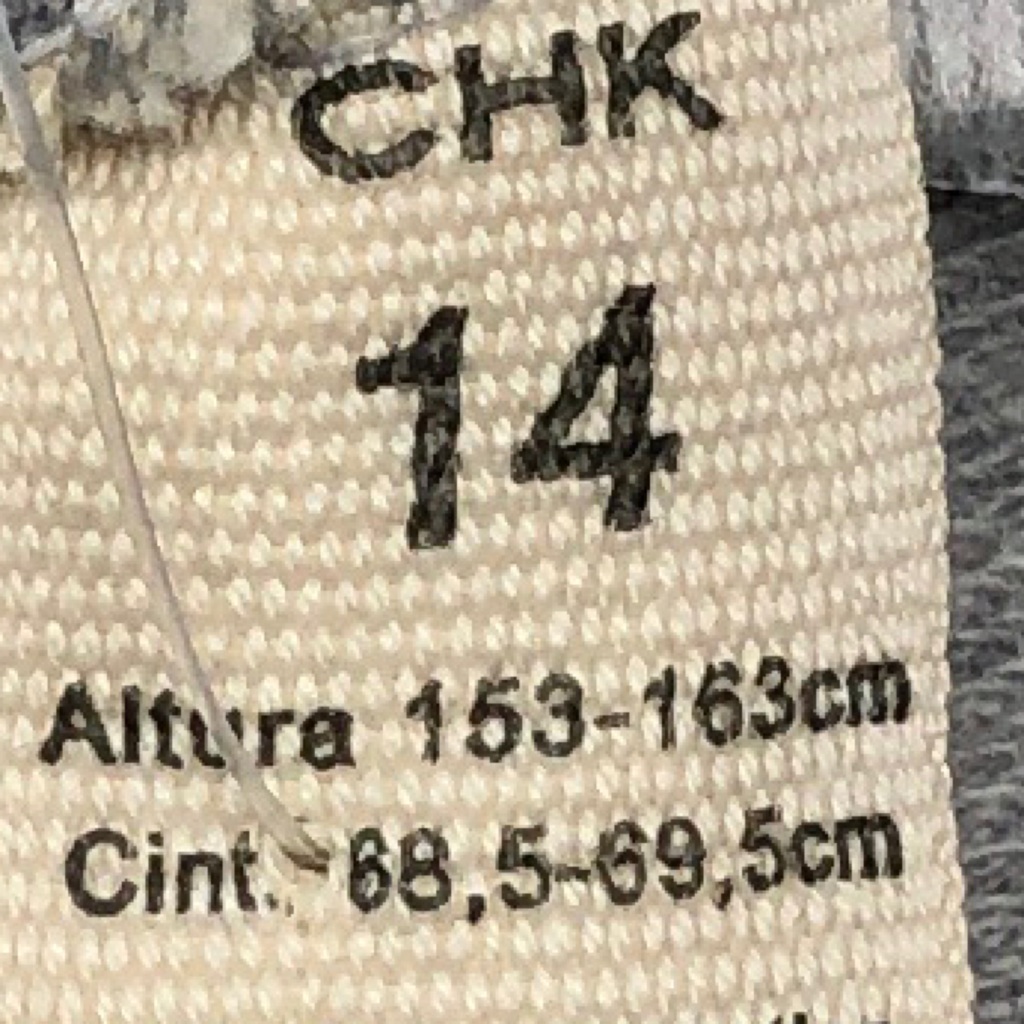 CHK
14
Altura 153-163cm
Cint. 68,5-69,5cm